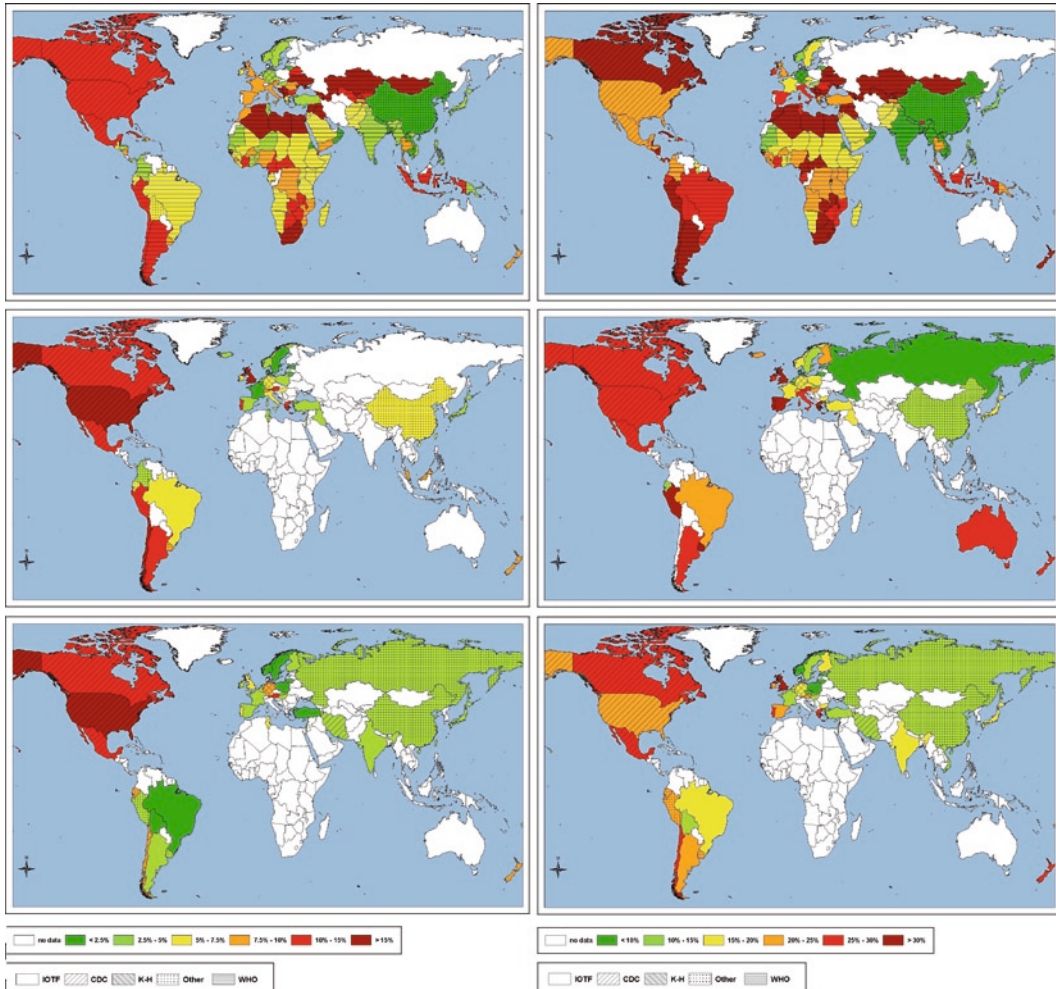 no data < 2.5% 2.5% - 5% 5% - 7.5% 7.5% - 10% 10% - 15% > 15%
no data < 10% 10% - 15% 15% - 20% 20% - 25% 25% - 30% > 30%
IOTF CDC K-H Other WHO
IOTF CDC K-H Other WHO